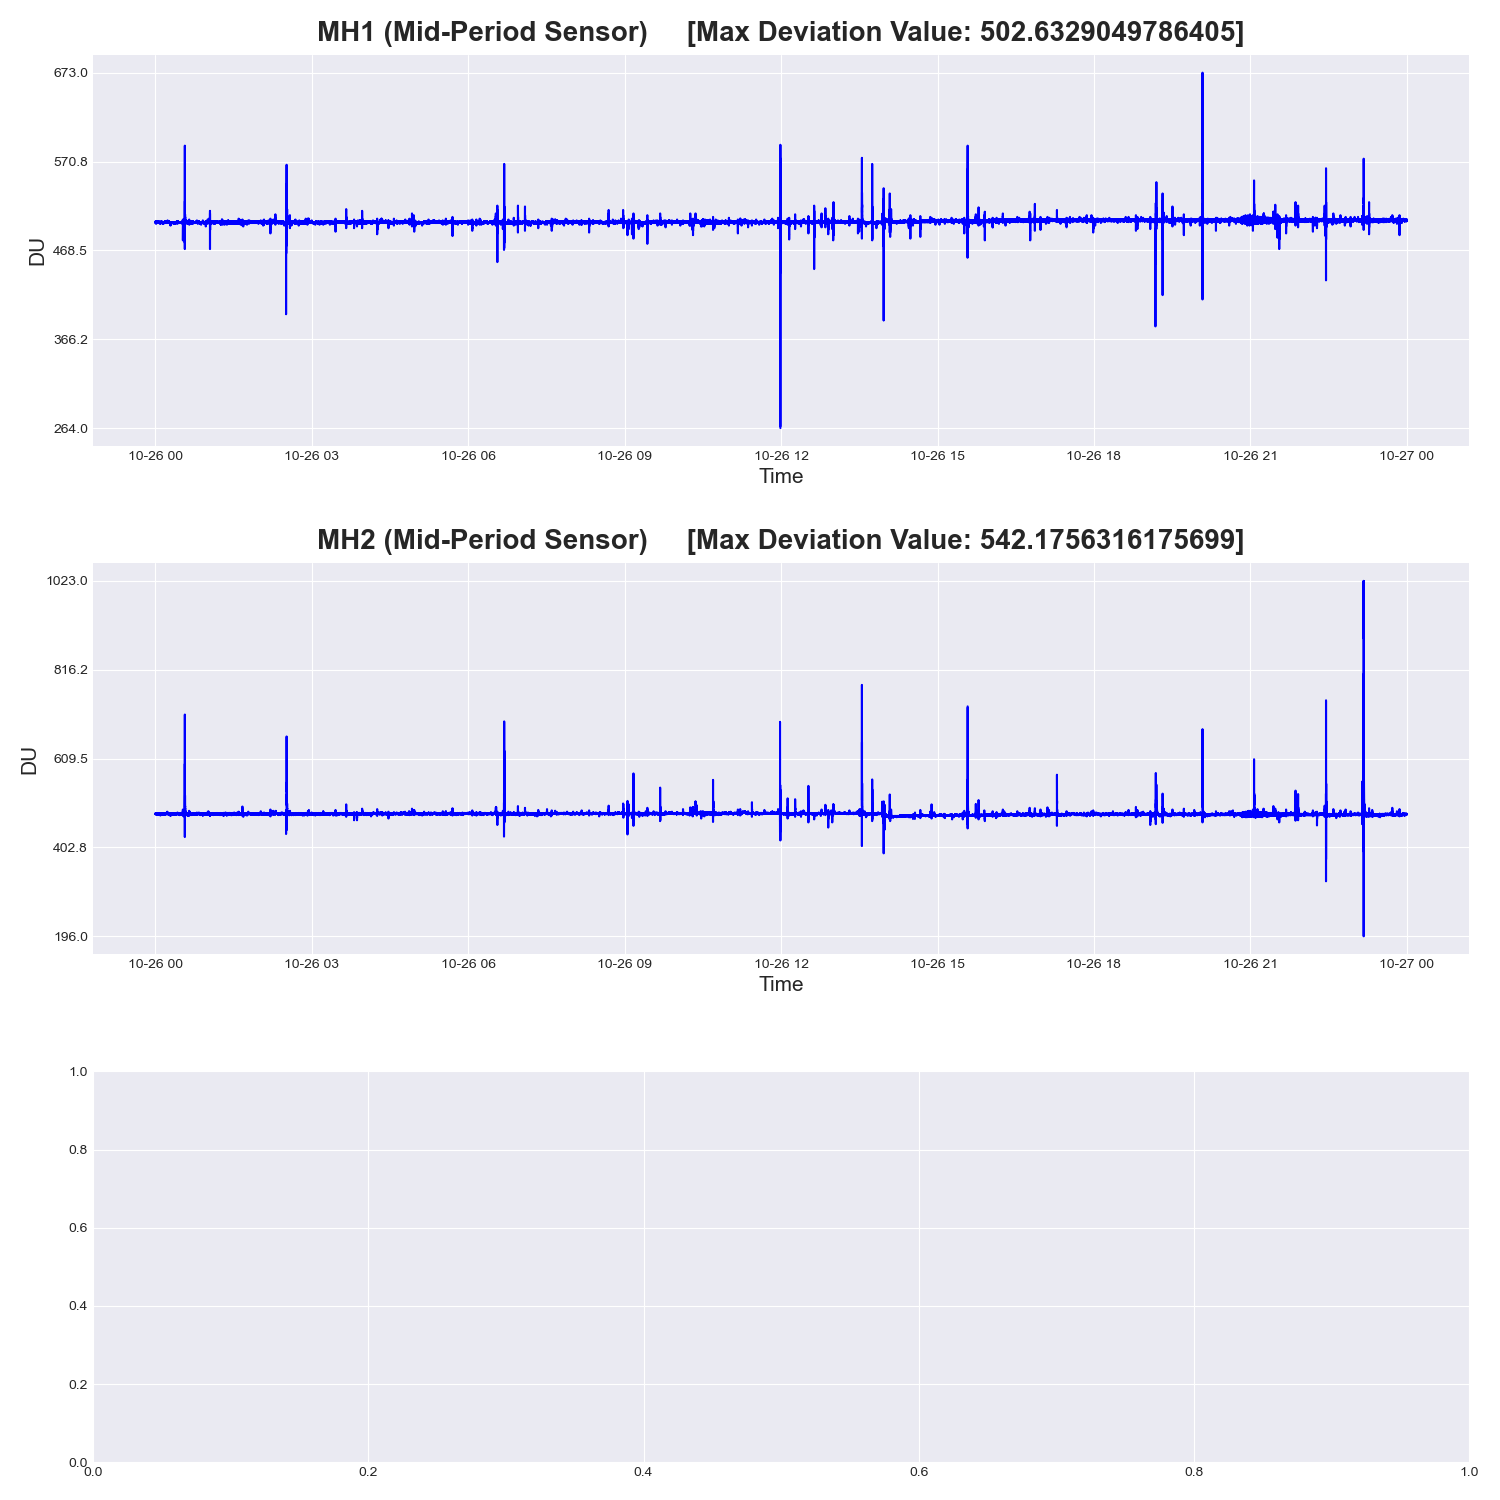 MH1 (Mid-Period Sensor) [Max Deviation Value: 502.6329049786405]
673.0
570.8
468.5
366.2
264.0
DU
10-26 00 10-26 03 10-26 06 10-26 09 10-26 12 10-26 15 10-26 18 10-26 21 10-27 00
Time
MH2 (Mid-Period Sensor) [Max Deviation Value: 542.1756316175699]
1023.0
816.2
609.5
402.8
196.0
DU
10-26 00 10-26 03 10-26 06 10-26 09 10-26 12 10-26 15 10-26 18 10-26 21 10-27 00
Time
1.0
0.8
0.6
0.4
0.2
0.0
0.0 0.2 0.4 0.6 0.8 1.0